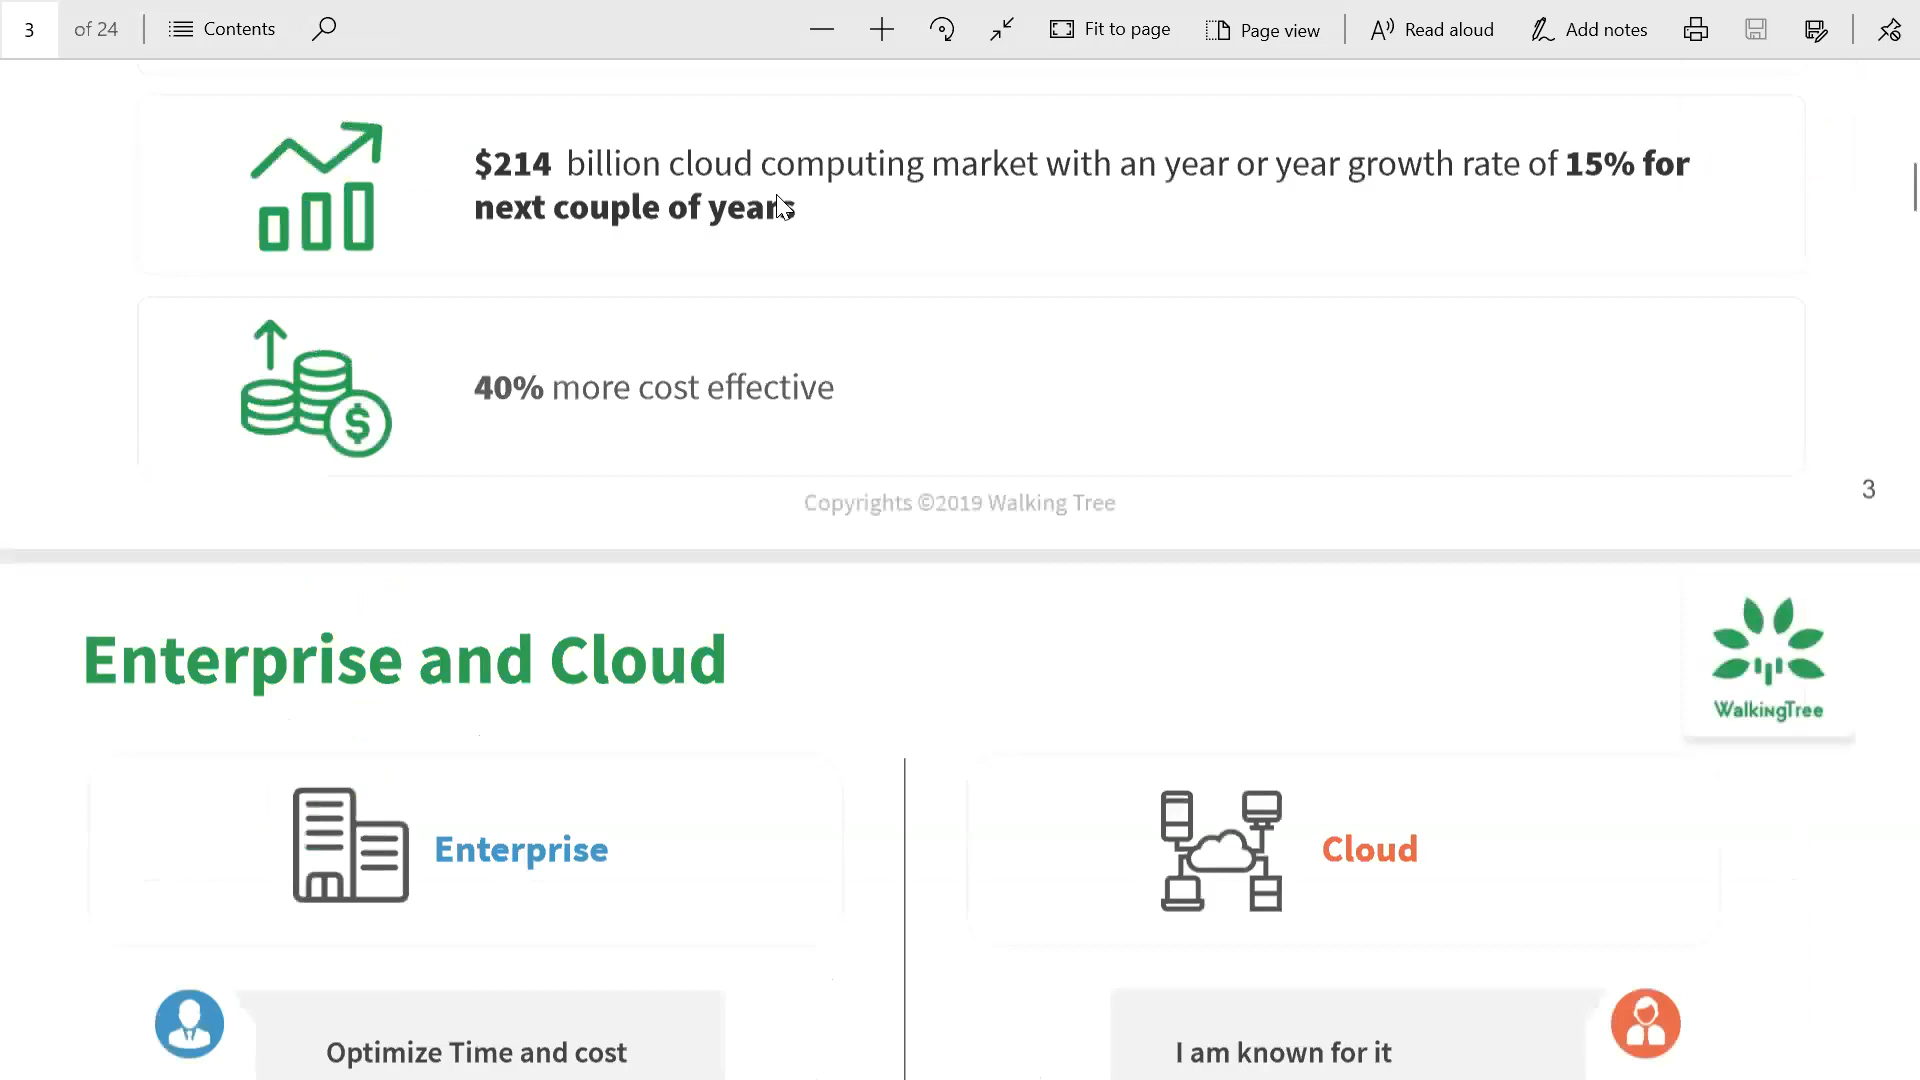 3 of 24 Contents Fit to page Page view Read aloud Add notes
$214 billion cloud computing market with an year or year growth rate of 15% for
next couple of years
40% more cost effective
Copyrights ©2019 Walking Tree
3
Enterprise and Cloud
WalkingTree
Enterprise
Cloud
Optimize Time and cost
I am known for it